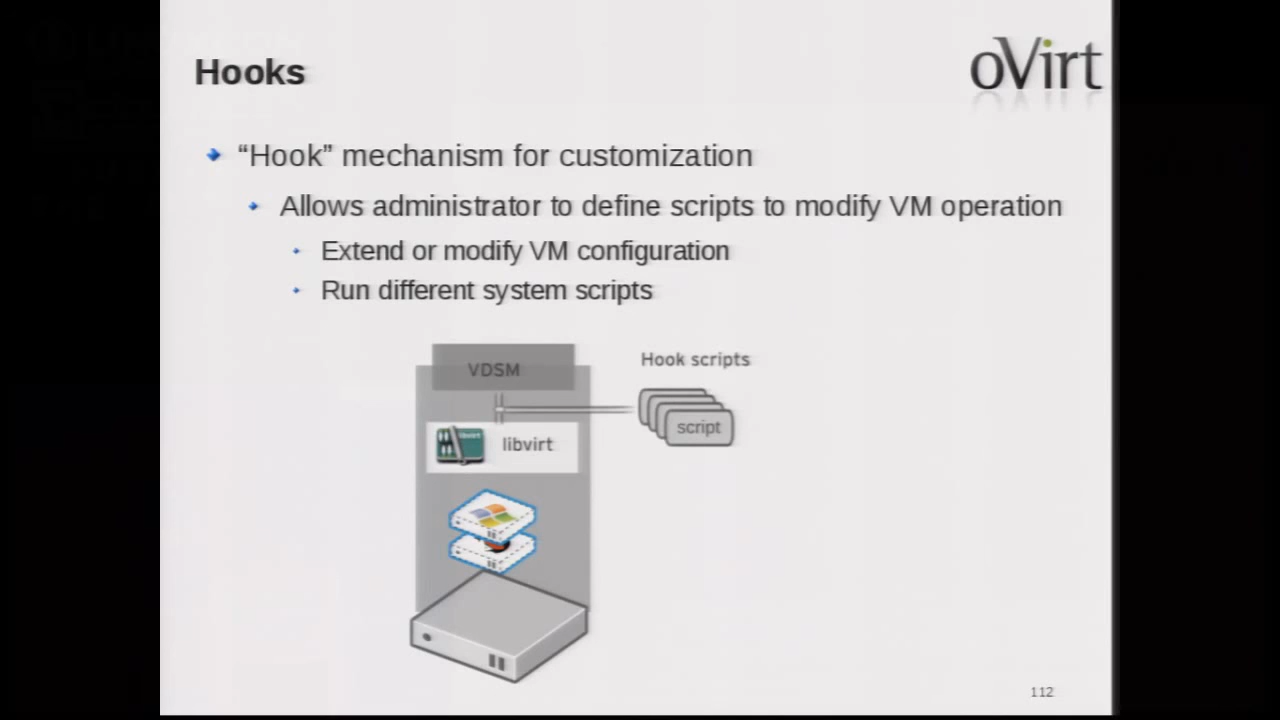 Hooks
oVirt
“Hook” mechanism for customization
Allows administrator to define scripts to modify VM operation
Extend or modify VM configuration
Run different system scripts
VDSM
Hook scripts
script
libvirt
112